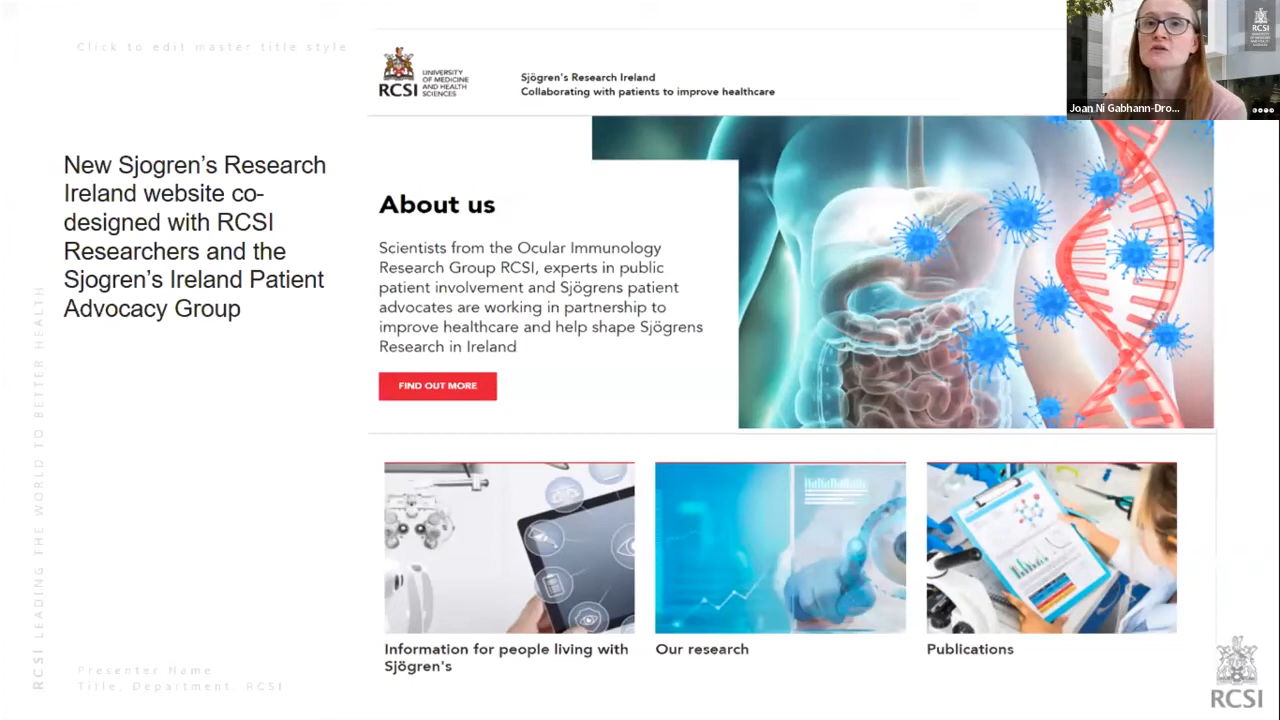 Click to edit master title style
New Sjogren’s Research
Ireland website co-
designed with RCSI
Researchers and the
Sjogren’s Ireland Patient
Advocacy Group
RCSI LEADING THE WORLD TO BETTER HEALTH
Presenter Name
Title, Department, RCSI
RCSI
UNIVERSITY
OF MEDICINE
AND HEALTH
SCIENCES
Sjögren's Research Ireland
Collaborating with patients to improve healthcare
About us
Scientists from the Ocular Immunology
Research Group RCSI, experts in public
patient involvement and Sjögrens patient
advocates are working in partnership to
improve healthcare and help shape Sjögrens
Research in Ireland
FIND OUT MORE
Information for people living with
Sjögren's
Our research
Publications
RCSI
Joan Ni Gabhann-Dro...
RCSI